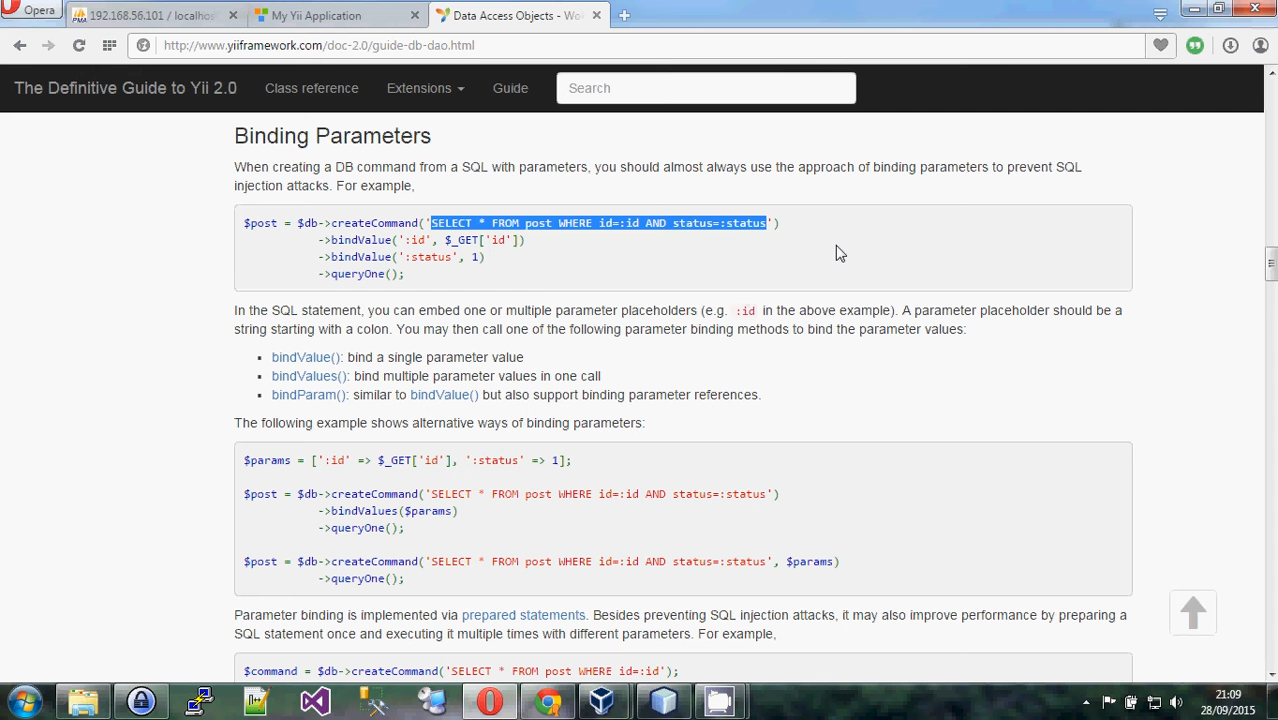 Opera
192.168.56.101 / localhos
My Yii Application
Data Access Objects - Wo
http://www.yiiframework.com/doc-2.0/guide-db-dao.html
The Definitive Guide to Yii 2.0
Class reference
Extensions
Guide
Search
Binding Parameters
When creating a DB command from a SQL with parameters, you should almost always use the approach of binding parameters to prevent SQL
injection attacks. For example,
$post = $db->createCommand('SELECT * FROM post WHERE id=:id AND status=:status')
->bindValue(':id', $_GET['id'])
->bindValue(':status', 1)
->queryOne();
In the SQL statement, you can embed one or multiple parameter placeholders (e.g. :id in the above example). A parameter placeholder should be a
string starting with a colon. You may then call one of the following parameter binding methods to bind the parameter values:
▪ bindValue(): bind a single parameter value
▪ bindValues(): bind multiple parameter values in one call
▪ bindParam(): similar to bindValue() but also support binding parameter references.
The following example shows alternative ways of binding parameters:
$params = [':id' => $_GET['id'], ':status' => 1];
$post = $db->createCommand('SELECT * FROM post WHERE id=:id AND status=:status')
->bindValues($params)
->queryOne();
$post = $db->createCommand('SELECT * FROM post WHERE id=:id AND status=:status', $params)
->queryOne();
Parameter binding is implemented via prepared statements. Besides preventing SQL injection attacks, it may also improve performance by preparing a
SQL statement once and executing it multiple times with different parameters. For example,
$command = $db->createCommand('SELECT * FROM post WHERE id=:id');
21:09
28/09/2015